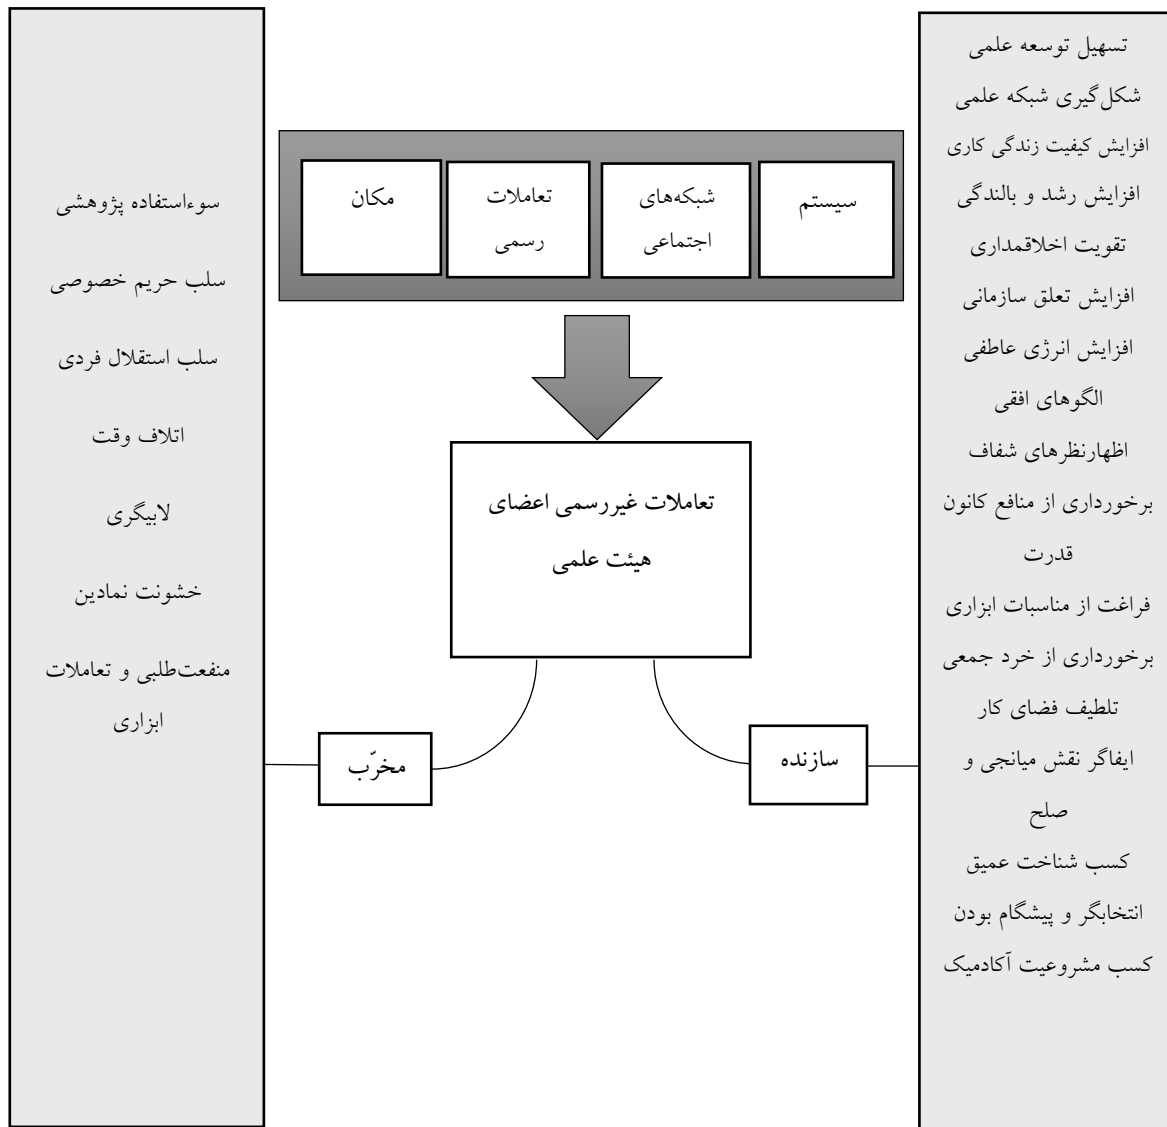 تسهیل توسعه علمی
شکل‌گیری شبکه علمی
افزایش کیفیت زندگی کاری
افزایش رشد و بالندگی
تقویت اخلاقمداری
افزایش تعلق سازمانی
افزایش انرژی عاطفی
الگوهای افقی
اظهارنظرهای شفاف
برخورداری از منافع کانون
قدرت
فراغت از مناسبات ابزاری
برخورداری از خرد جمعی
تلطیف فضای کار
ایفاگر نقش میانجی و
صلح
کسب شناخت عمیق
انتخابگر و پیشگام بودن
کسب مشروعیت آکادمیک
سیستم
شبکه‌های
اجتماعی
تعاملات
رسمی
مکان
تعاملات غیررسمی اعضای
هیئت علمی
سازنده
مخرّب
سوءاستفاده پژوهشی
سلب حریم خصوصی
سلب استقلال فردی
اتلاف وقت
لابیگری
خشونت نمادین
منفعت‌طلبی و تعاملات
ابزاری